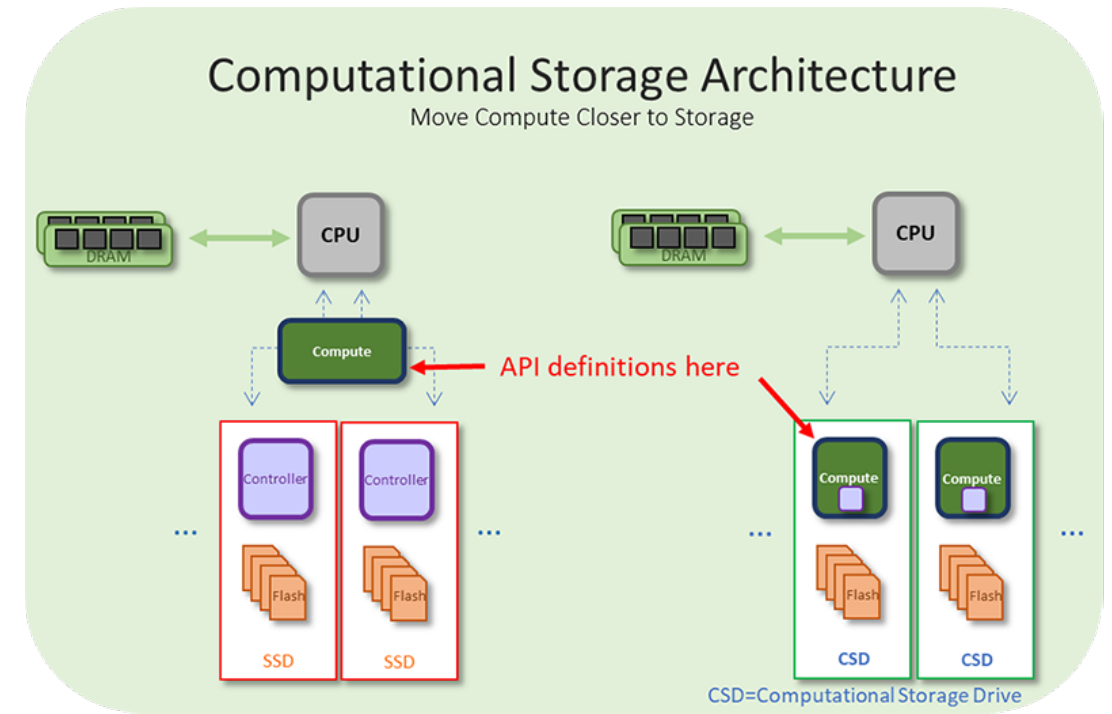 Computational Storage Architecture
Move Compute Closer to Storage
DRAM
CPU
DRAM
CPU
Compute
API definitions here
Controller
Controller
Compute
Compute
...
...
...
...
Flash
Flash
Flash
Flash
SSD
SSD
CSD
CSD
CSD=Computational Storage Drive